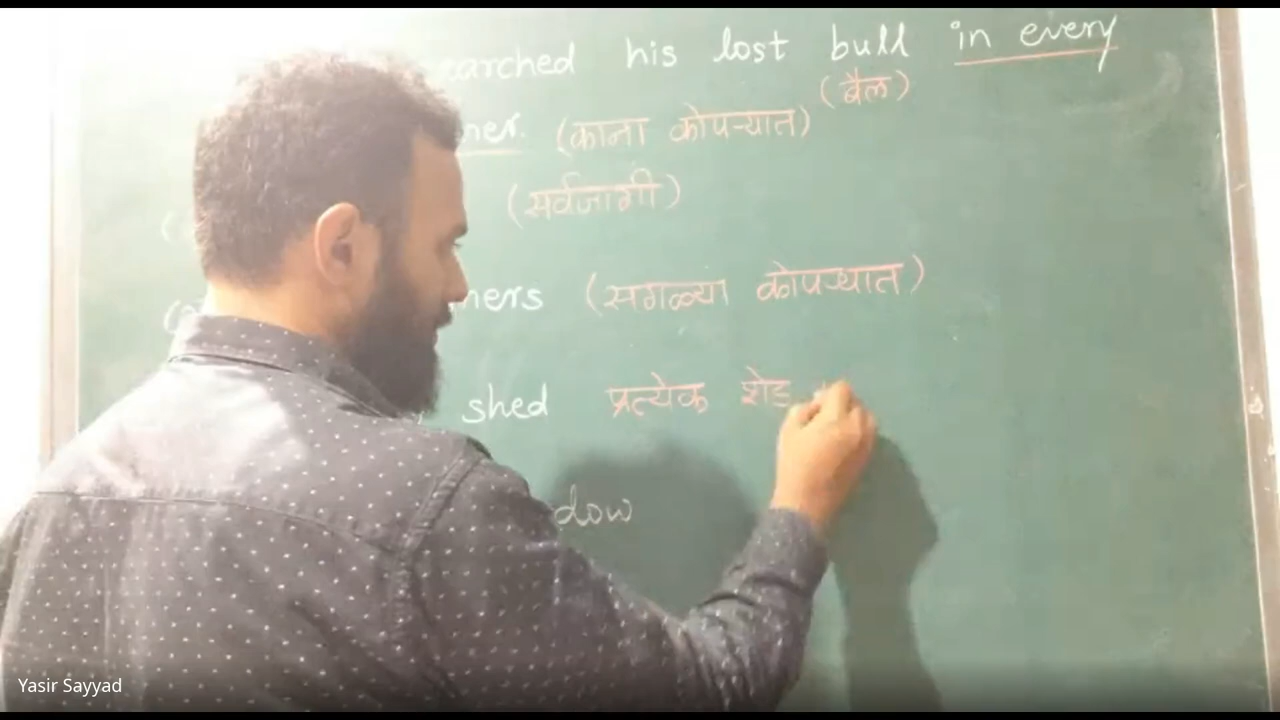 earched his lost bull in every
(बैल)
ner. (काना कोपऱ्यात)
(सर्वजागी)
ners (सगळ्या कोपऱ्यात)
shed प्रत्येक शेड
dow
Yasir Sayyad